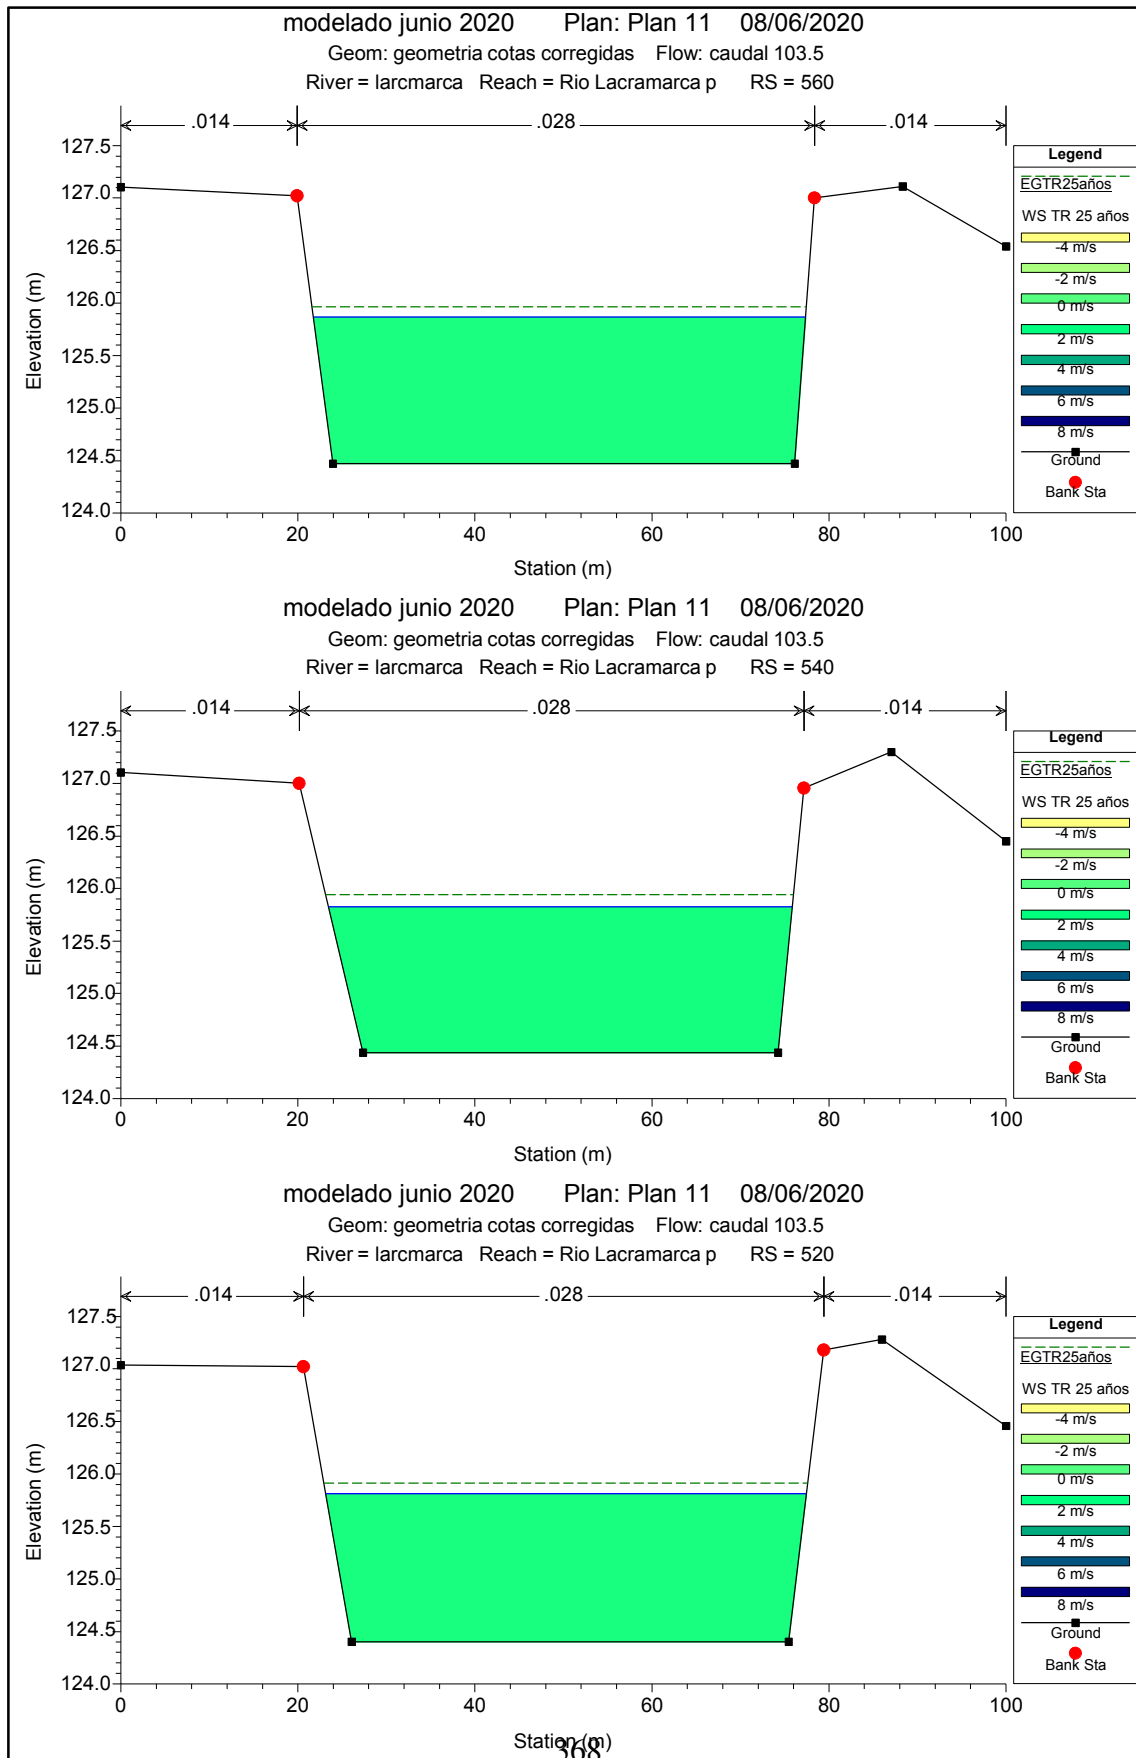 modelado junio 2020 Plan: Plan 11 08/06/2020
Geom: geometria cotas corregidas Flow: caudal 103.5
River = larcmarca Reach = Rio Lacramarca p RS = 560
.014 .028 .014
127.5
127.0
126.5
126.0
125.5
125.0
124.5
124.0
Elevation (m)
0 20 40 60 80 100
Station (m)
Legend
EGTR25años
WS TR 25 años
-4 m/s
-2 m/s
0 m/s
2 m/s
4 m/s
6 m/s
8 m/s
Ground
Bank Sta
modelado junio 2020 Plan: Plan 11 08/06/2020
Geom: geometria cotas corregidas Flow: caudal 103.5
River = larcmarca Reach = Rio Lacramarca p RS = 540
.014 .028 .014
127.5
127.0
126.5
126.0
125.5
125.0
124.5
124.0
Elevation (m)
0 20 40 60 80 100
Station (m)
Legend
EGTR25años
WS TR 25 años
-4 m/s
-2 m/s
0 m/s
2 m/s
4 m/s
6 m/s
8 m/s
Ground
Bank Sta
modelado junio 2020 Plan: Plan 11 08/06/2020
Geom: geometria cotas corregidas Flow: caudal 103.5
River = larcmarca Reach = Rio Lacramarca p RS = 520
.014 .028 .014
127.5
127.0
126.5
126.0
125.5
125.0
124.5
124.0
Elevation (m)
0 20 40 60 80 100
Station (m)
Legend
EGTR25años
WS TR 25 años
-4 m/s
-2 m/s
0 m/s
2 m/s
4 m/s
6 m/s
8 m/s
Ground
Bank Sta
368